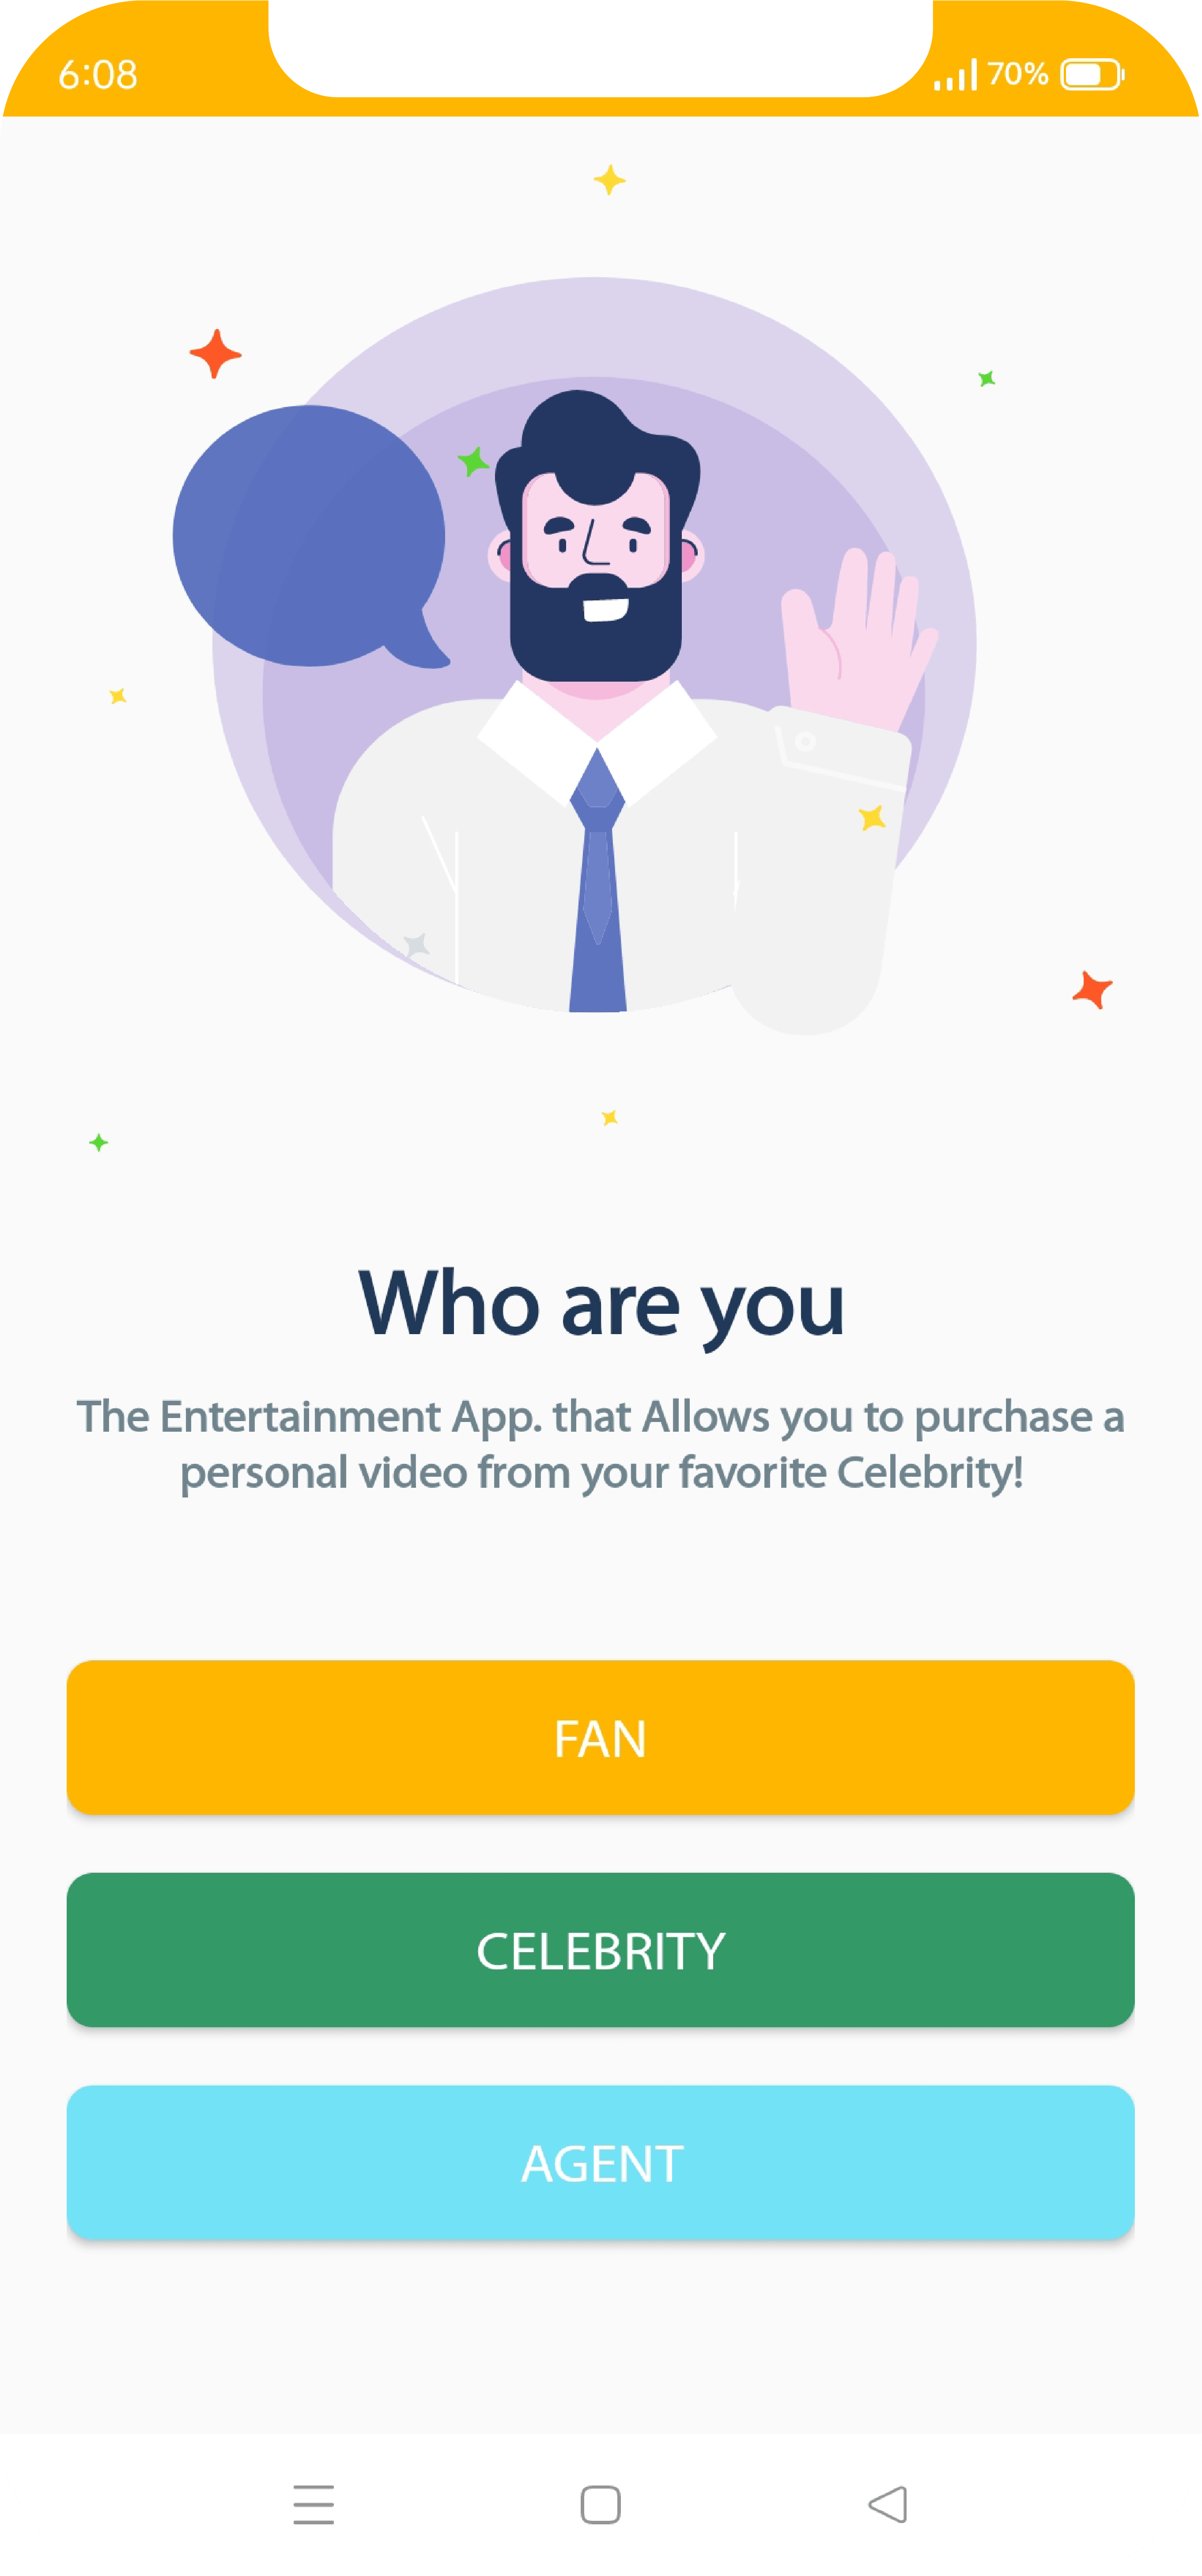 6:08
70%
Who are you
The Entertainment App. that Allows you to purchase a
personal video from your favorite Celebrity!
FAN
CELEBRITY
AGENT